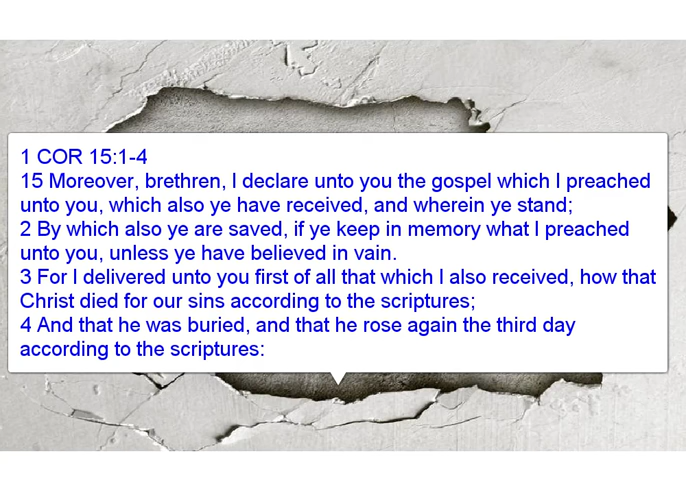 1 COR 15:1-4
15 Moreover, brethren, I declare unto you the gospel which I preached
unto you, which also ye have received, and wherein ye stand;
2 By which also ye are saved, if ye keep in memory what I preached
unto you, unless ye have believed in vain.
3 For I delivered unto you first of all that which I also received, how that
Christ died for our sins according to the scriptures;
4 And that he was buried, and that he rose again the third day
according to the scriptures: